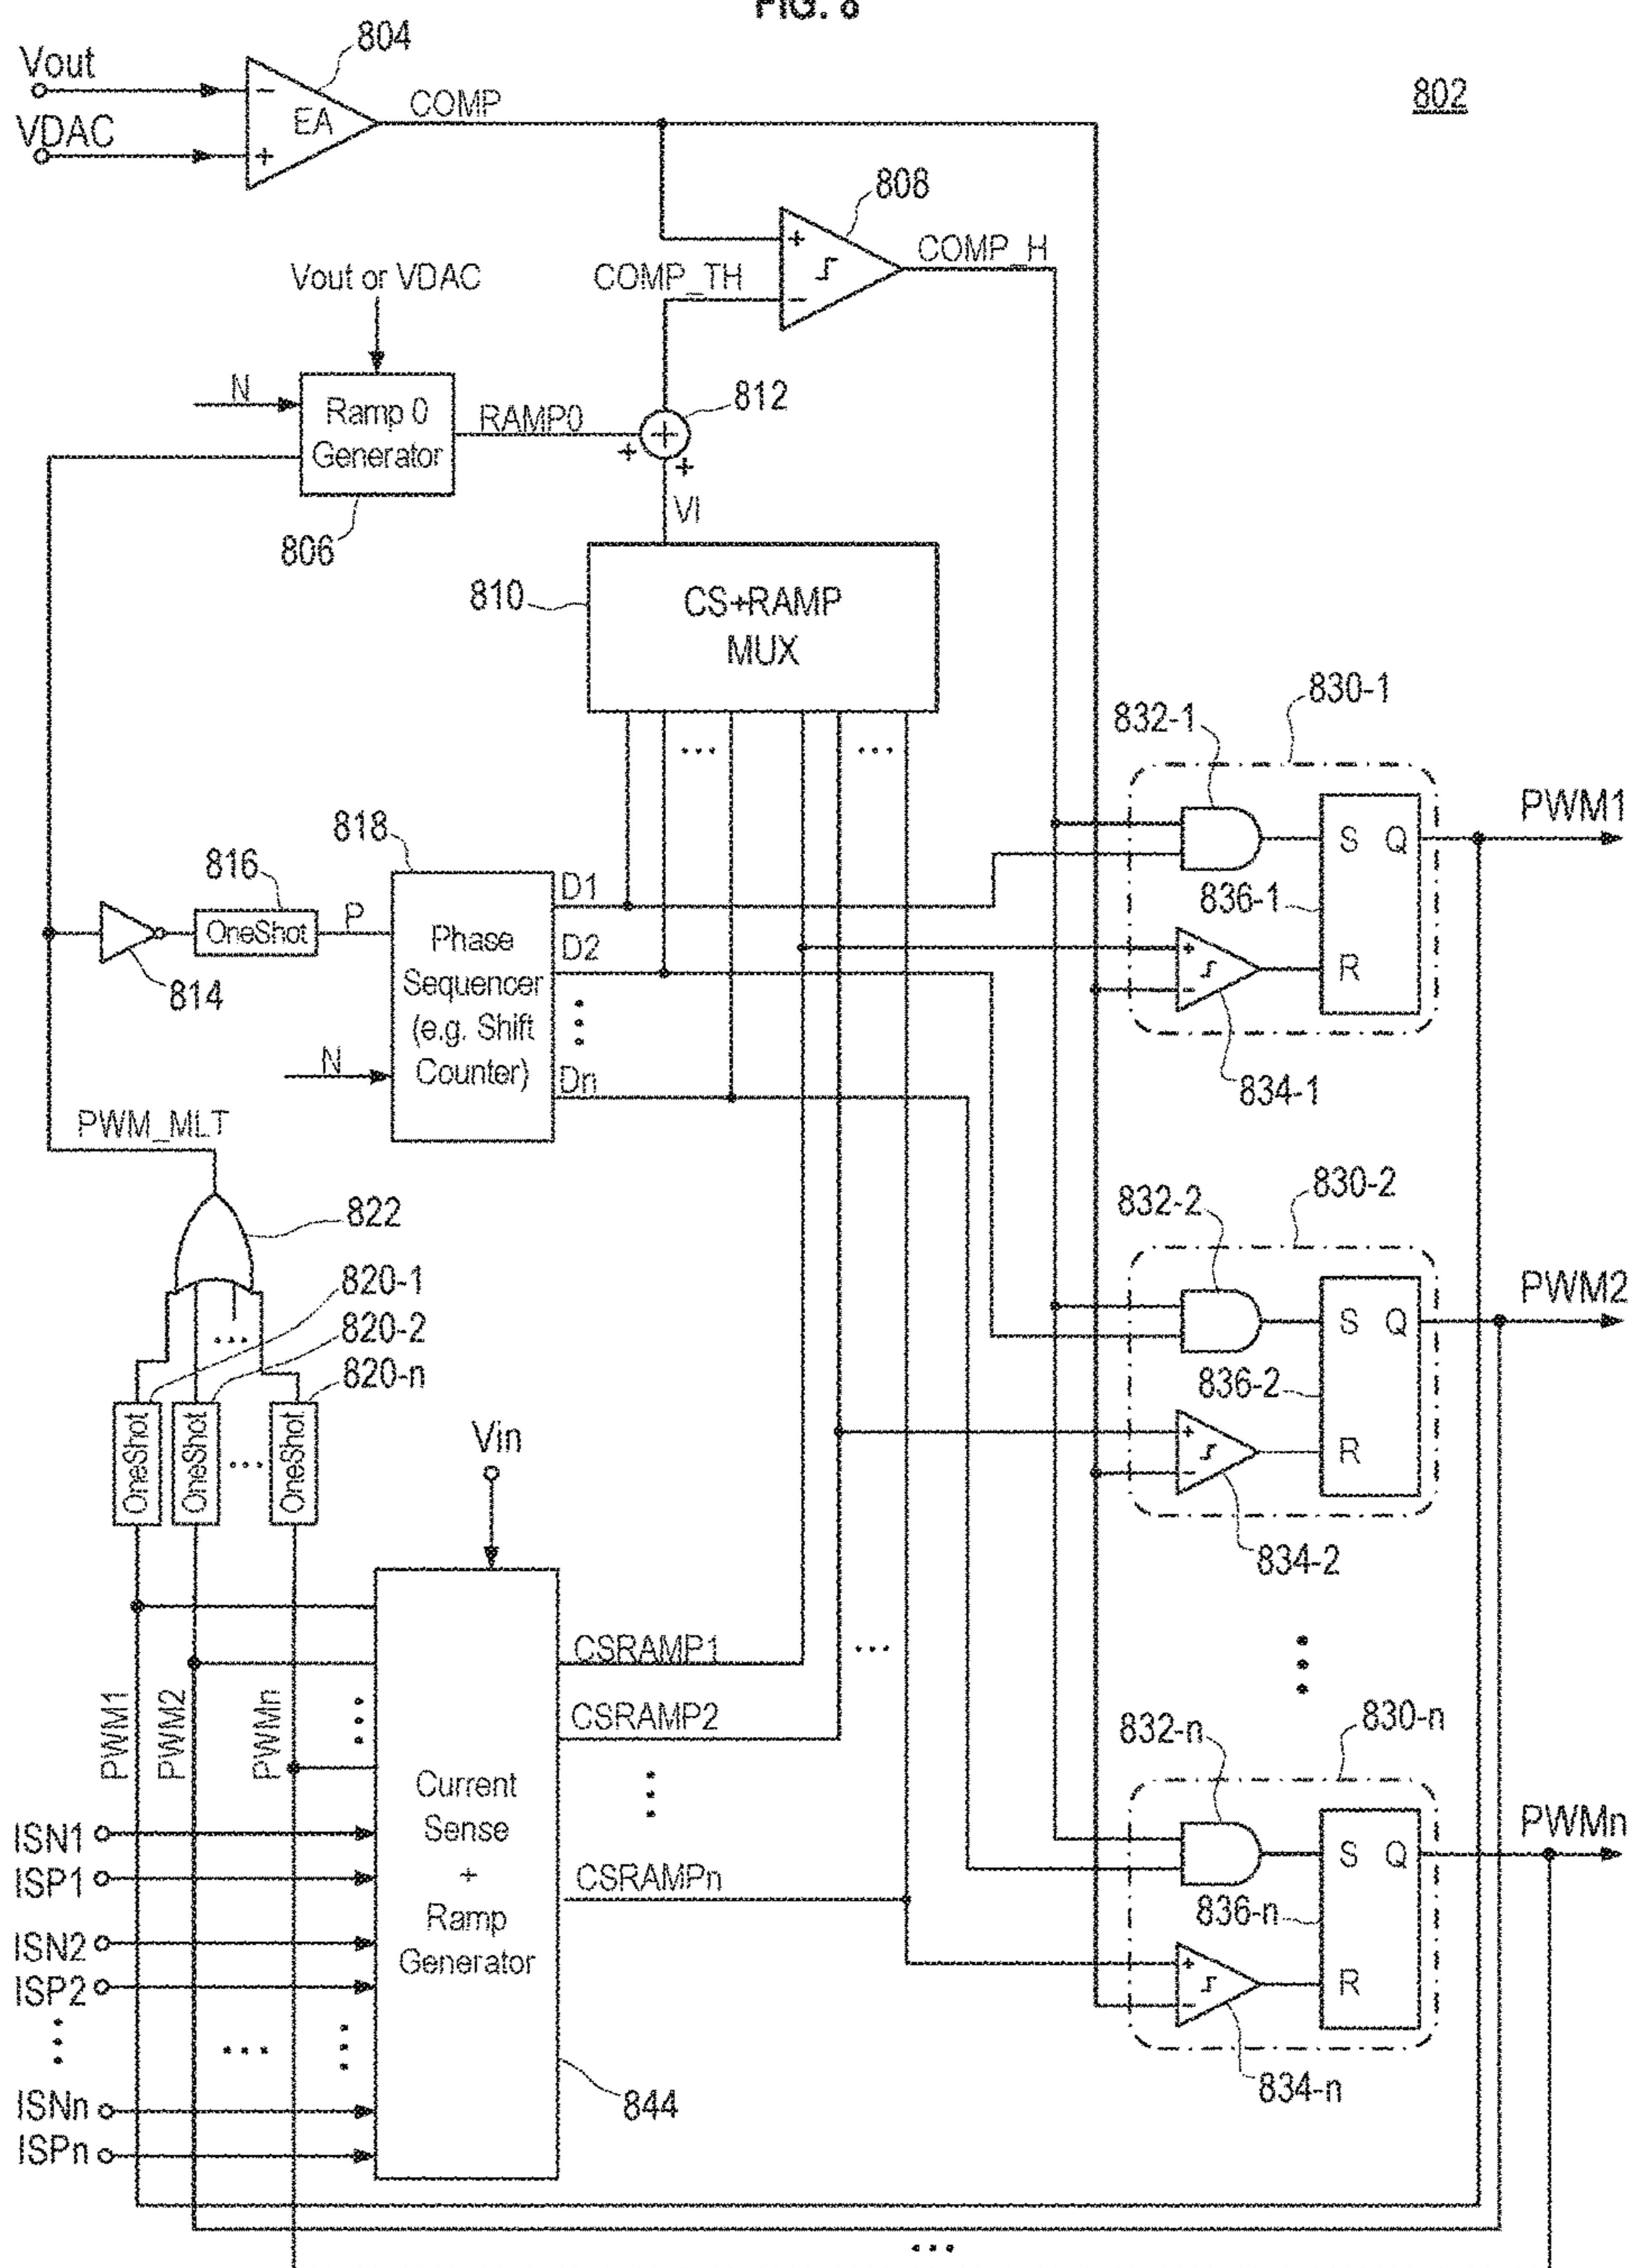 FIG. 8
804
Vout
VDAC
EA
COMP
802
808
COMP_H
COMP_TH
Vout or VDAC
N
Ramp 0
Generator
RAMP0
812
806
VI
810
CS+RAMP
MUX
830-1
832-1
PWM1
S Q
836-1
R
834-1
818
816
OneShot
P
814
Phase
Sequencer
(e.g. Shift
Counter)
D1
D2
Dn
N
PWM_MLT
822
820-1
820-2
820-n
OneShot
OneShot
OneShot
830-2
832-2
PWM2
S Q
836-2
R
834-2
Vin
PWM1
PWM2
PWMn
CSRAMP1
CSRAMP2
CSRAMPn
Current
Sense
+
Ramp
Generator
844
ISN1
ISP1
ISN2
ISP2
ISNn
ISPn
830-n
832-n
PWMn
S Q
836-n
R
834-n